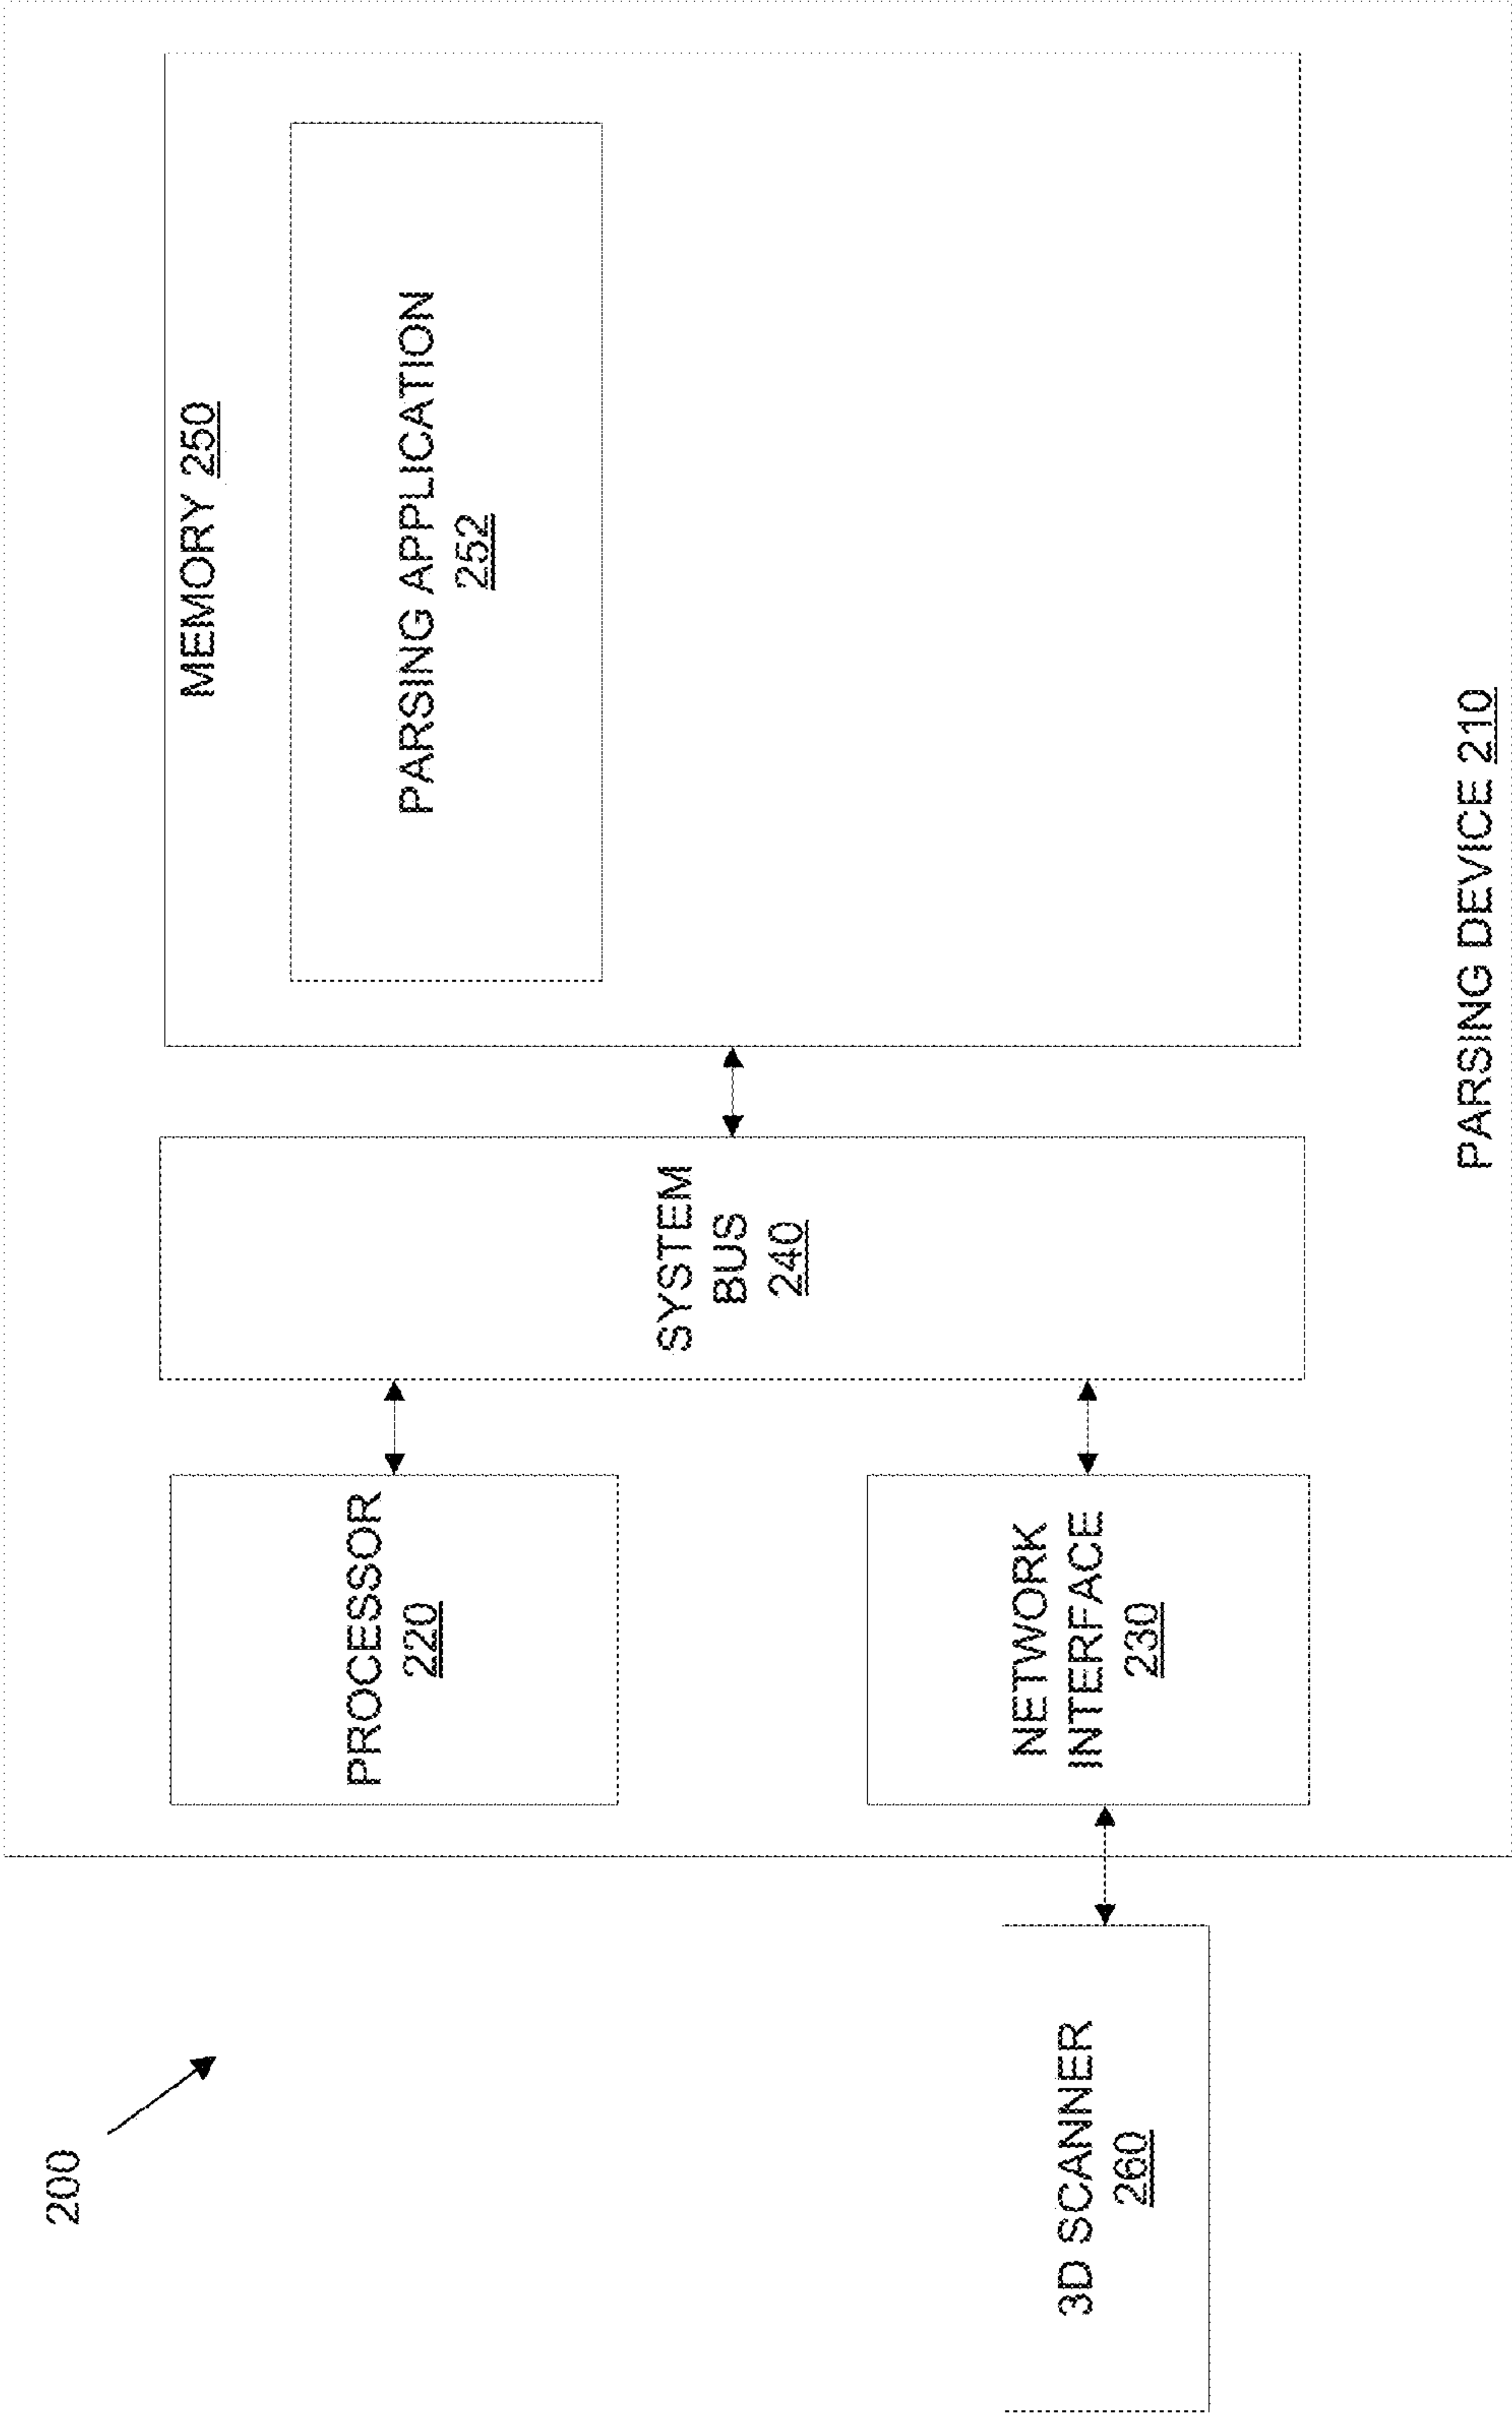 200
3D SCANNER
260
PROCESSOR
220
NETWORK
INTERFACE
230
SYSTEM
BUS
240
MEMORY 250
PARSING APPLICATION
252
PARSING DEVICE 210